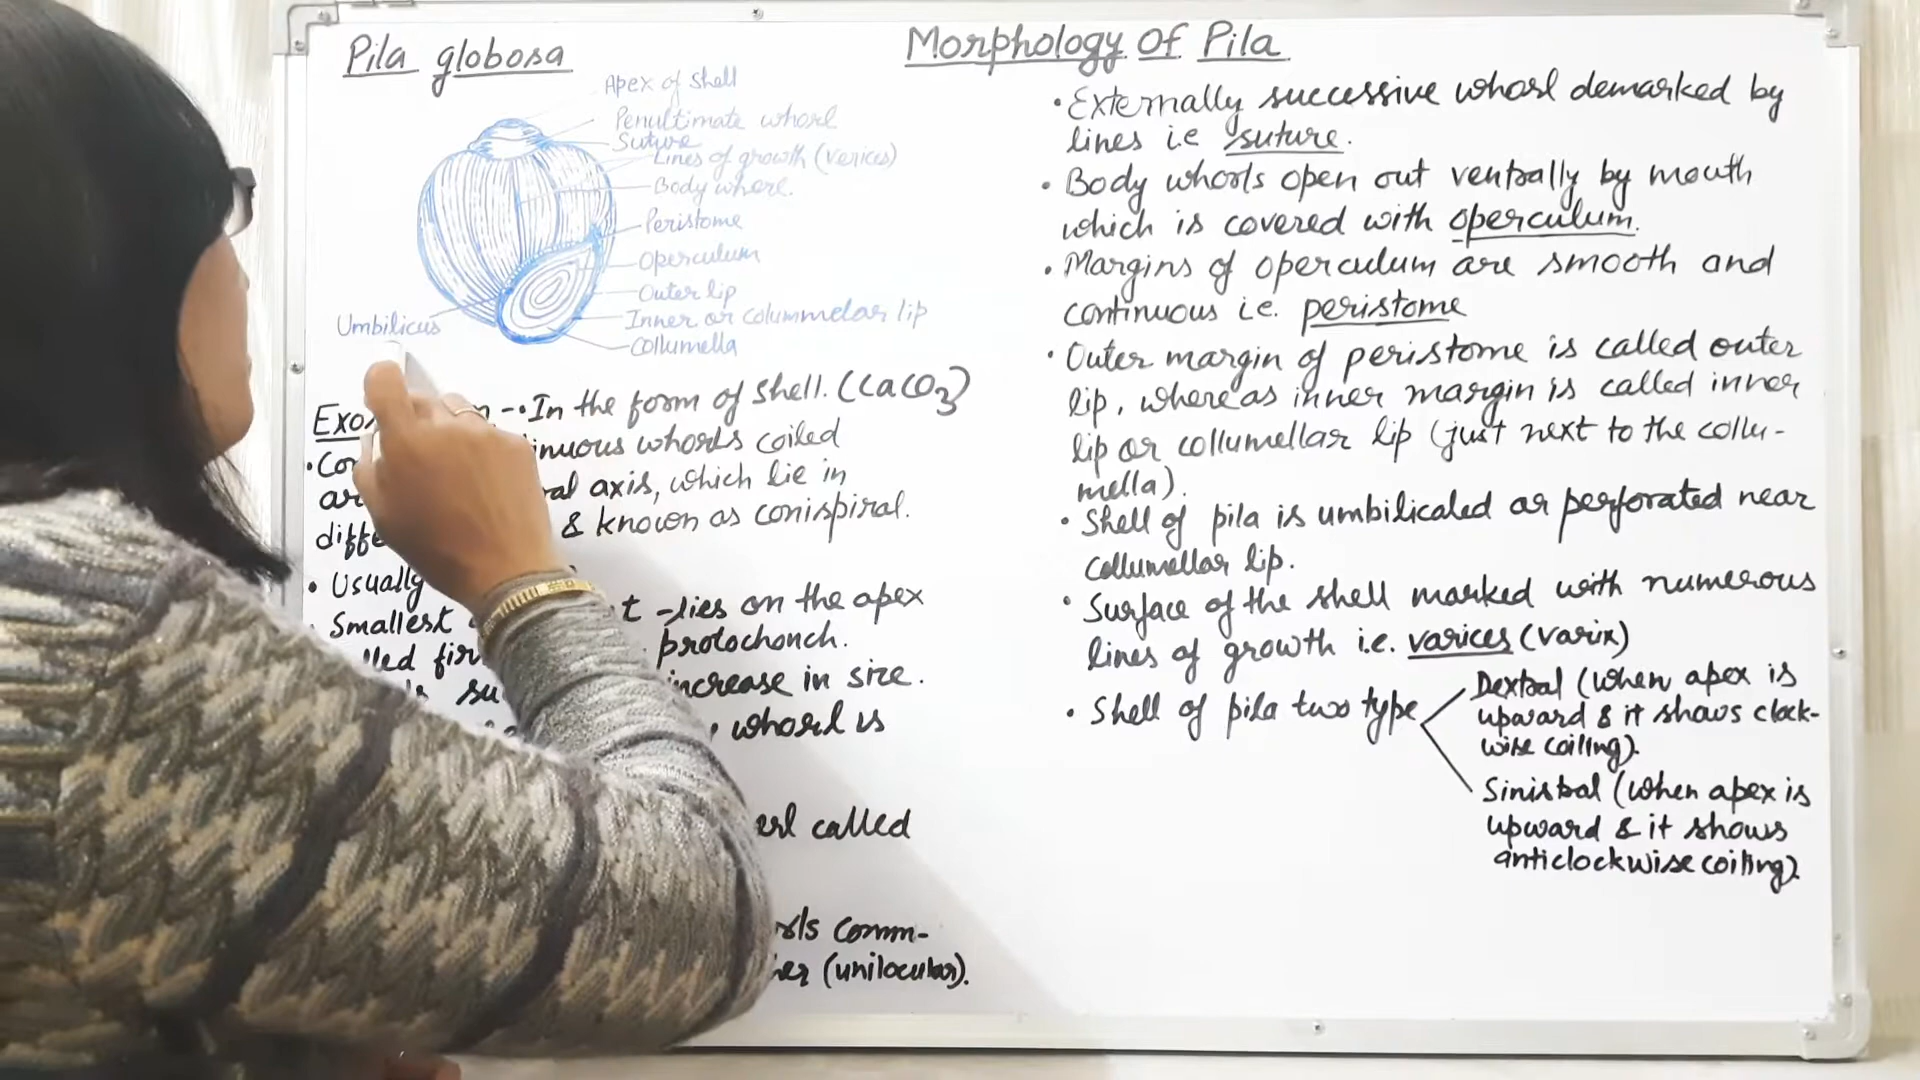 Pila globosa
Apex of shell
Penultimate whorl
Suture
Lines of growth (verices)
Body whorl.
Peristome
Operculum
Outer lip
Inner or colummelar lip
Collumella
Umbilicus
- • In the form of shell. (CaCO3)
whorls coiled
axis, which lie in
& known as conispiral.
• Usually
• Smallest
-lies on the apex
protochonch.
increase in size.
whorl is
called
Comm-
(unilocular).
Morphology Of Pila
• Externally successive whorl demarked by
lines i.e suture.
• Body whorls open out ventrally by mouth
which is covered with operculum.
• Margins of operculum are smooth and
continuous i.e. peristome
• Outer margin of peristome is called outer
lip, whereas inner margin is called inner
lip or collumellar lip (just next to the collu-
mella).
• Shell of pila is umbilicaled or perforated near
collumellar lip.
• Surface of the shell marked with numerous
lines of growth i.e. varices (varix)
• Shell of pila two type
Dextral (when apex is
upward & it shows clock-
wise coiling).
Sinistral (when apex is
upward & it shows
anticlockwise coiling).